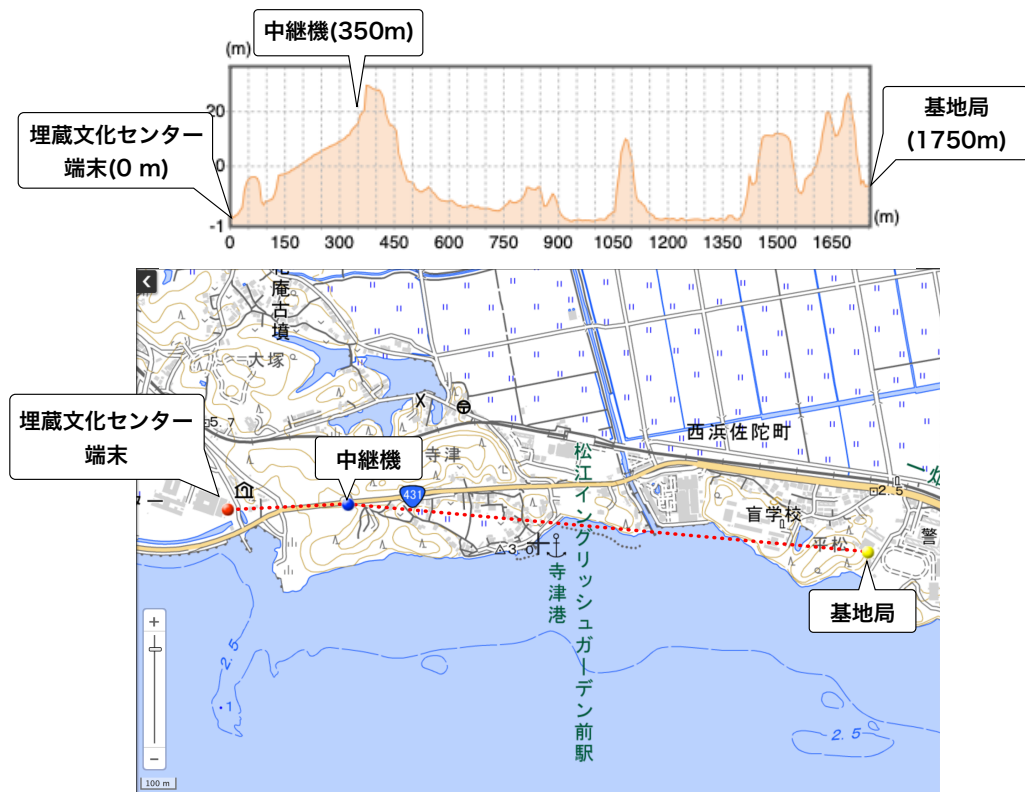 中継機(350m)
(m)
埋蔵文化センター
端末(0 m)
基地局
(1750m)
20
0
-1
(m)
0 150 300 450 600 750 900 1050 1200 1350 1500 1650
庵古墳
大塚
5.7
埋蔵文化センター
端末
中継機
寺津
431
西浜佐陀町
松江イングリッシュガーデン前駅
2.5
盲学校
平松
警
3.0
寺津港
基地局
2.5
1
2.5
+
−
100 m